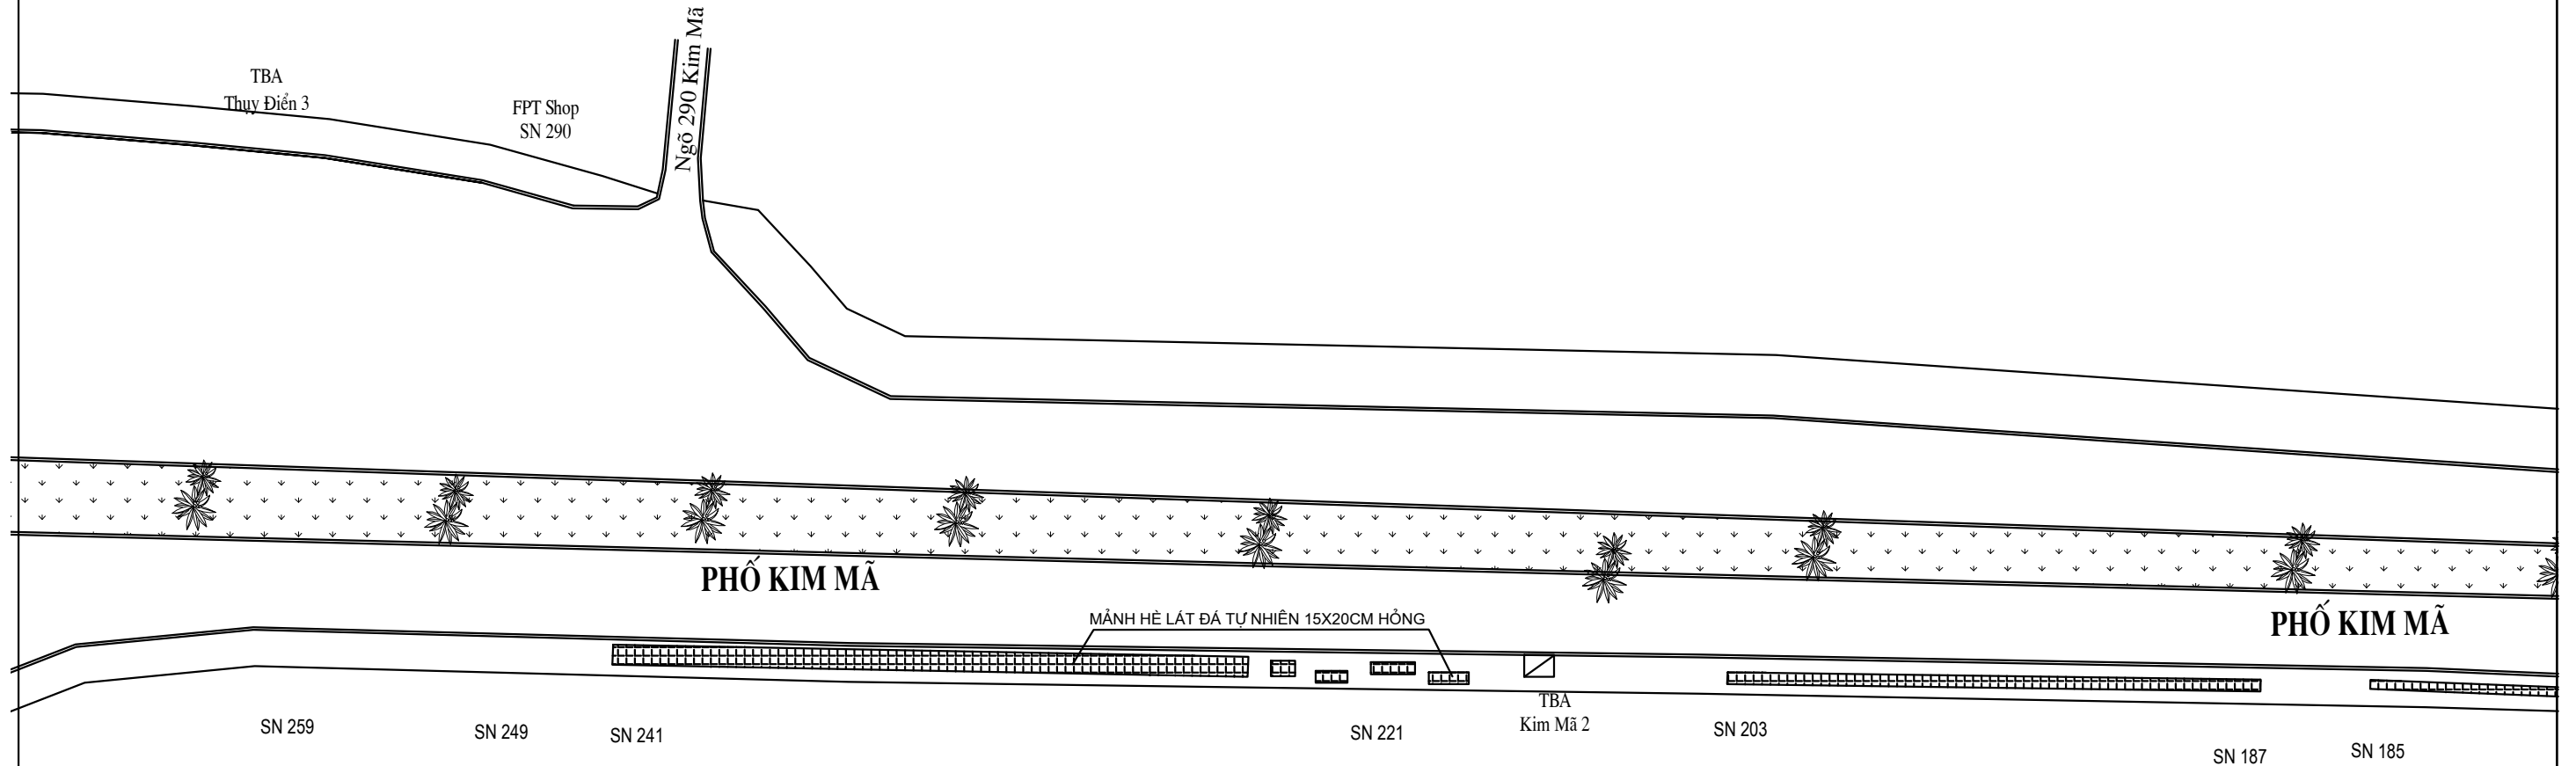 Ngõ 290 Kim Mã
TBA
Thụy Điển 3
FPT Shop
SN 290
PHỐ KIM MÃ
MẢNH HÈ LÁT ĐÁ TỰ NHIÊN 15X20CM HỎNG
PHỐ KIM MÃ
TBA
Kim Mã 2
SN 259
SN 249
SN 241
SN 221
SN 203
SN 187
SN 185